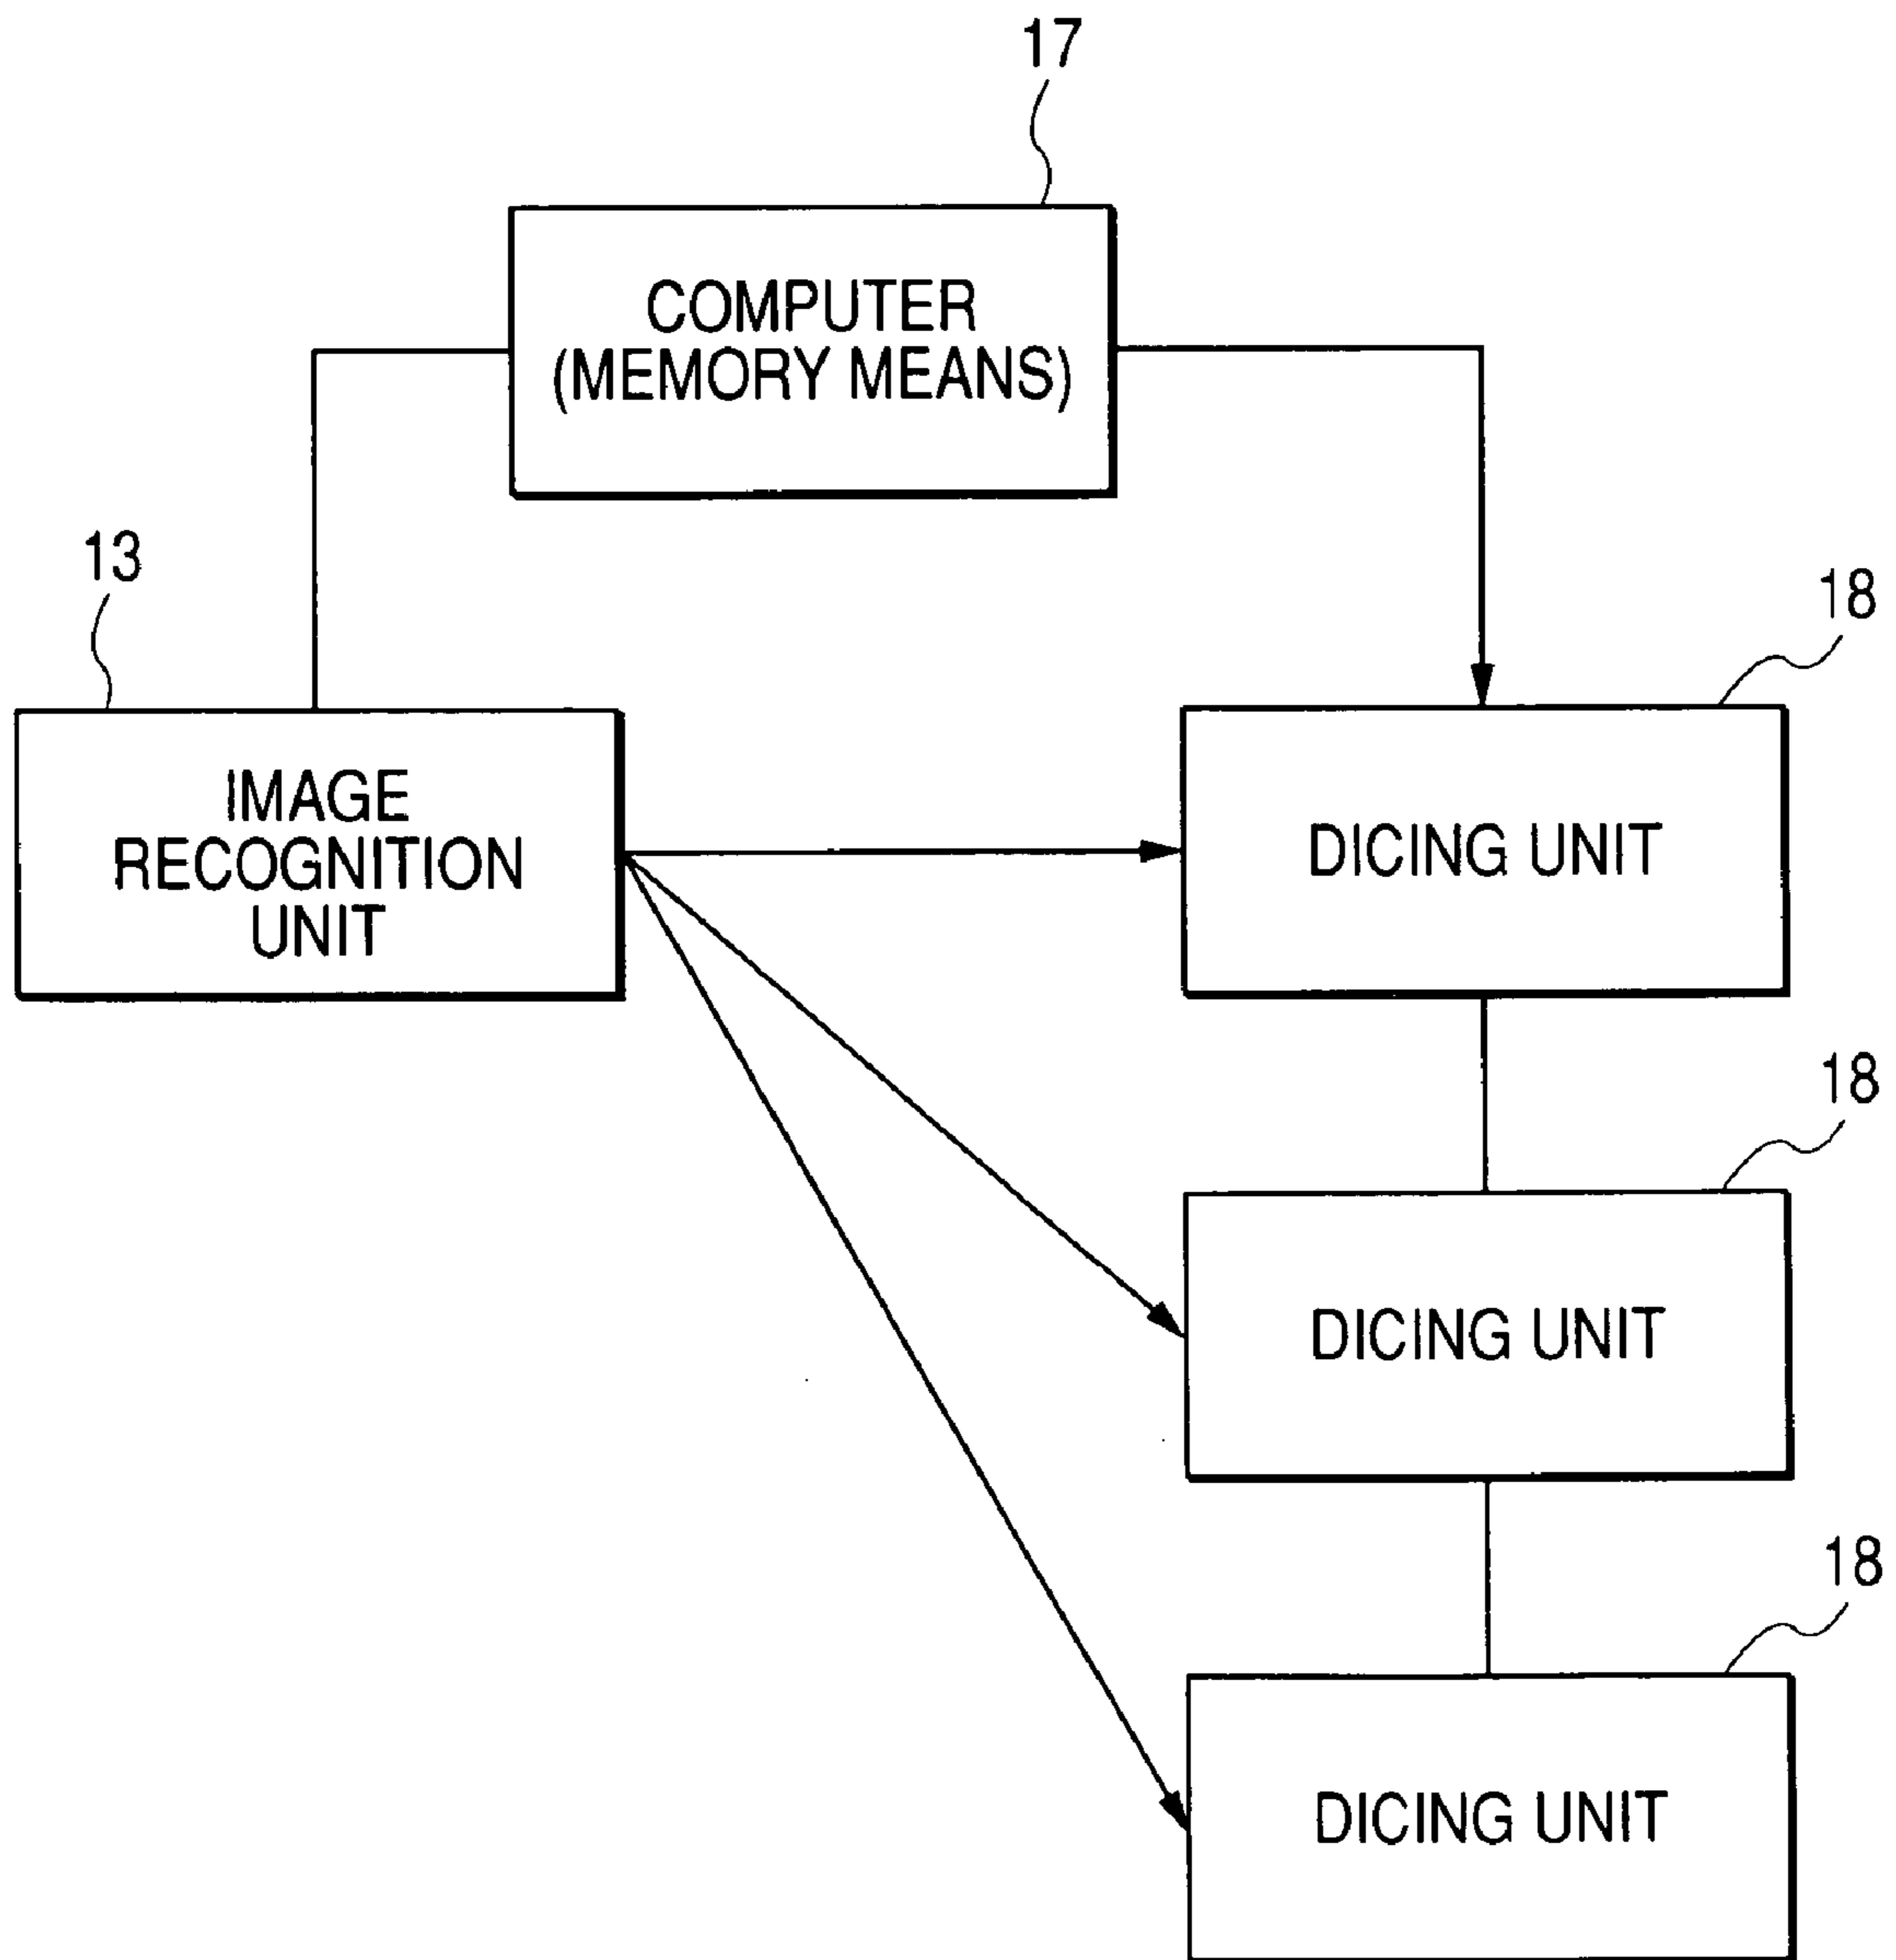 17
COMPUTER
(MEMORY MEANS)
13
IMAGE
RECOGNITION
UNIT
18
DICING UNIT
18
DICING UNIT
18
DICING UNIT